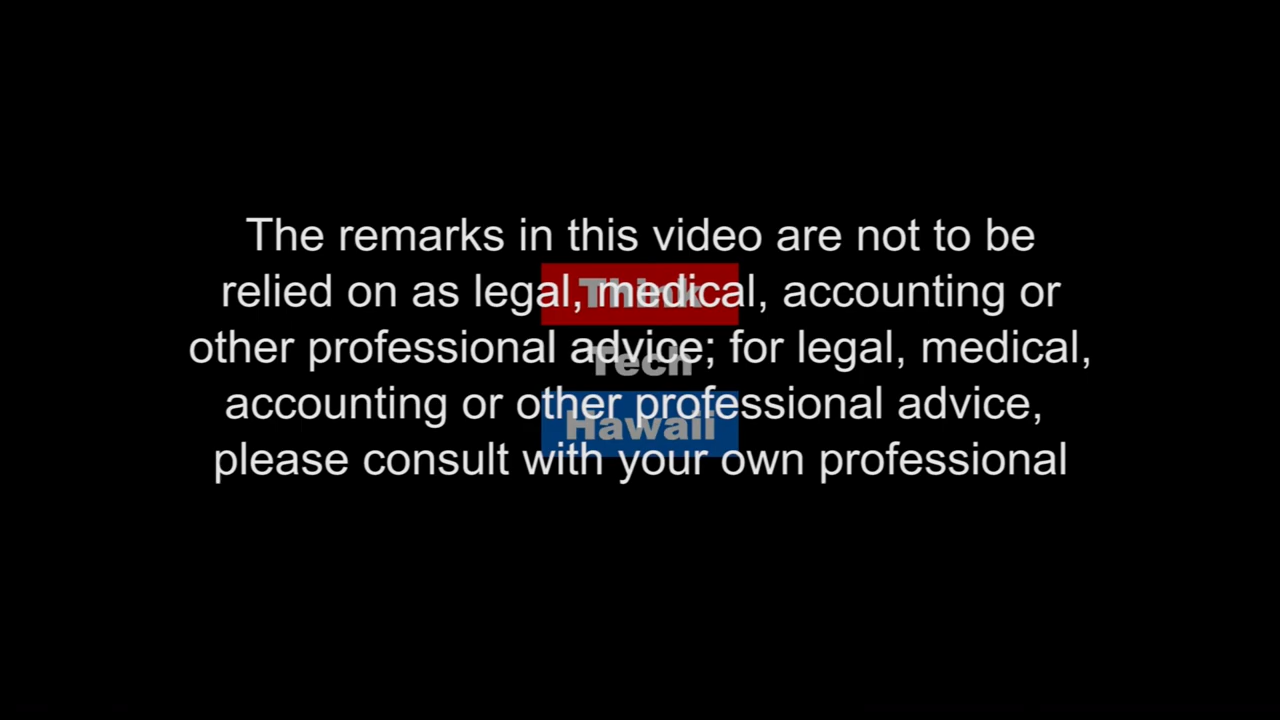 The remarks in this video are not to be
relied on as legal, medical, accounting or
other professional advice; for legal, medical,
accounting or other professional advice,
please consult with your own professional
Think
Tech
Hawaii